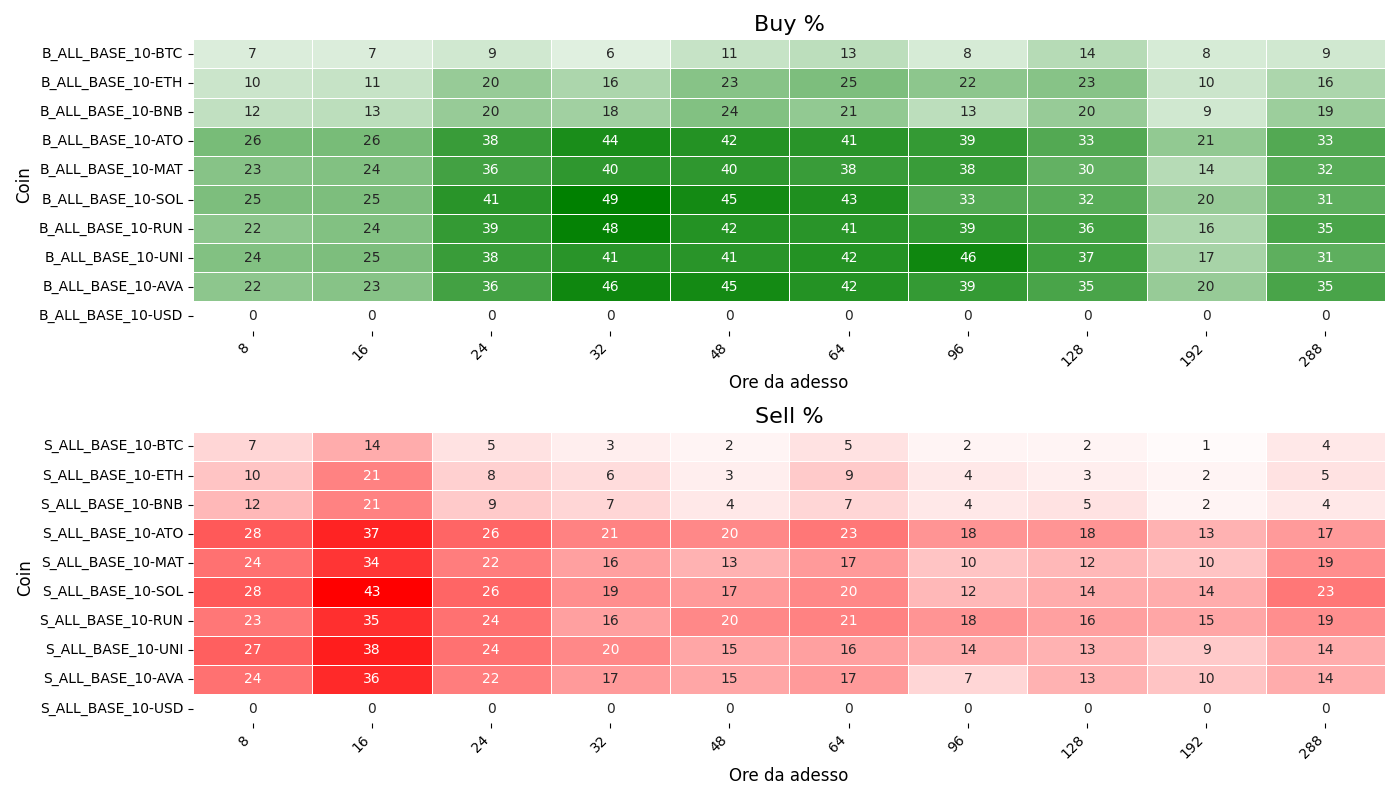 Buy %
Coin
B_ALL_BASE_10-BTC 7 7 9 6 11 13 8 14 8 9
B_ALL_BASE_10-ETH 10 11 20 16 23 25 22 23 10 16
B_ALL_BASE_10-BNB 12 13 20 18 24 21 13 20 9 19
B_ALL_BASE_10-ATO 26 26 38 44 42 41 39 33 21 33
B_ALL_BASE_10-MAT 23 24 36 40 40 38 38 30 14 32
B_ALL_BASE_10-SOL 25 25 41 49 45 43 33 32 20 31
B_ALL_BASE_10-RUN 22 24 39 48 42 41 39 36 16 35
B_ALL_BASE_10-UNI 24 25 38 41 41 42 46 37 17 31
B_ALL_BASE_10-AVA 22 23 36 46 45 42 39 35 20 35
B_ALL_BASE_10-USD 0 0 0 0 0 0 0 0 0 0
8 16 24 32 48 64 96 128 192 288
Ore da adesso
Sell %
Coin
S_ALL_BASE_10-BTC 7 14 5 3 2 5 2 2 1 4
S_ALL_BASE_10-ETH 10 21 8 6 3 9 4 3 2 5
S_ALL_BASE_10-BNB 12 21 9 7 4 7 4 5 2 4
S_ALL_BASE_10-ATO 28 37 26 21 20 23 18 18 13 17
S_ALL_BASE_10-MAT 24 34 22 16 13 17 10 12 10 19
S_ALL_BASE_10-SOL 28 43 26 19 17 20 12 14 14 23
S_ALL_BASE_10-RUN 23 35 24 16 20 21 18 16 15 19
S_ALL_BASE_10-UNI 27 38 24 20 15 16 14 13 9 14
S_ALL_BASE_10-AVA 24 36 22 17 15 17 7 13 10 14
S_ALL_BASE_10-USD 0 0 0 0 0 0 0 0 0 0
8 16 24 32 48 64 96 128 192 288
Ore da adesso